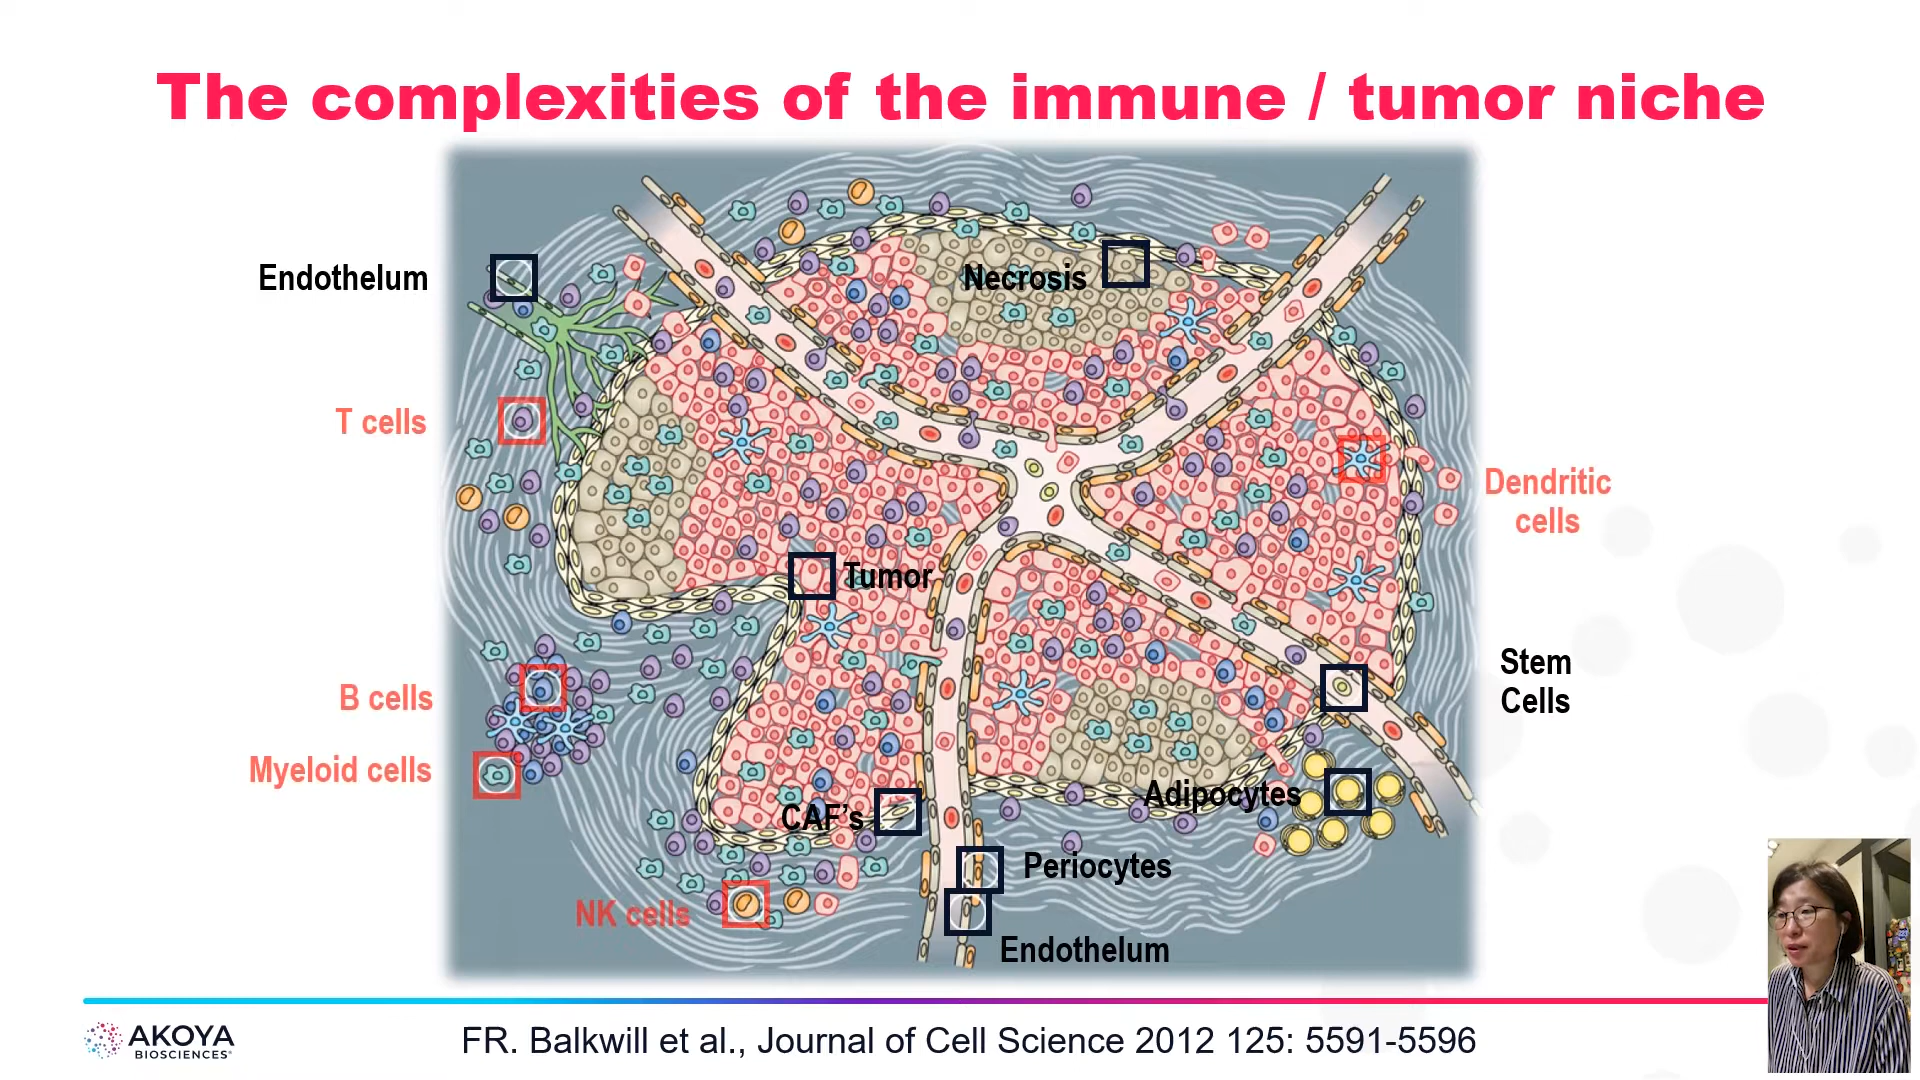 The complexities of the immune / tumor niche
Endothelum
Necrosis
T cells
Dendritic
cells
Tumor
Stem
Cells
B cells
Myeloid cells
Adipocytes
CAF's
Periocytes
NK cells
Endothelum
AKOYA
BIOSCIENCES
FR. Balkwill et al., Journal of Cell Science 2012 125: 5591-5596